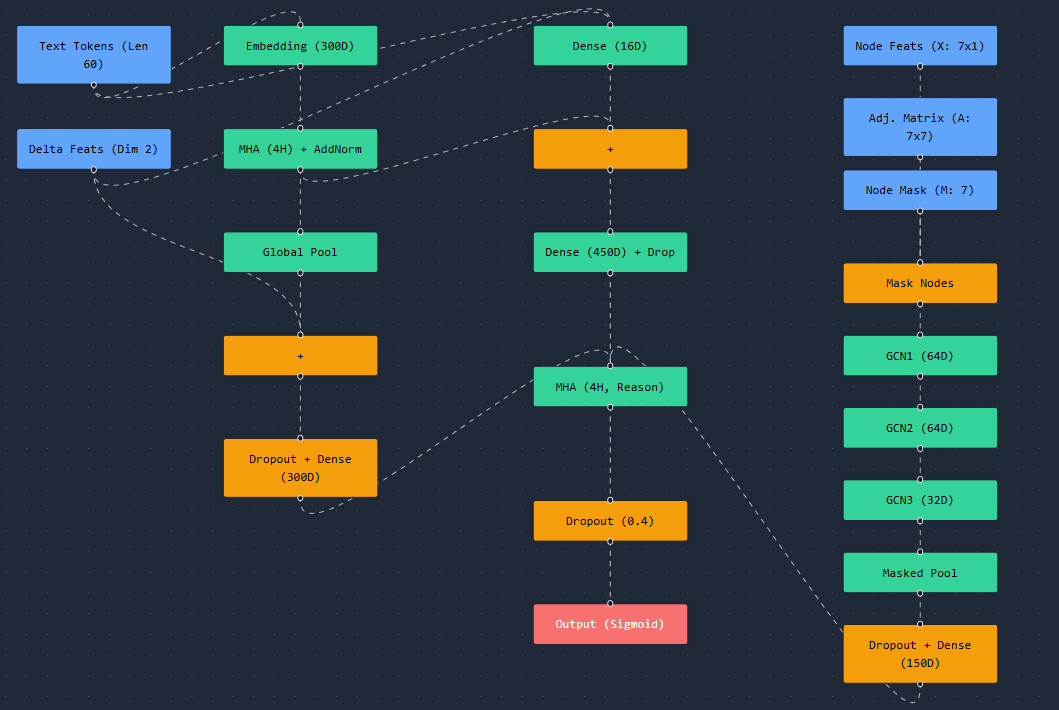 Text Tokens (Len
60)
Delta Feats (Dim 2)
Embedding (300D)
MHA (4H) + AddNorm
Global Pool
+
Dropout + Dense
(300D)
Dense (16D)
+
Dense (450D) + Drop
MHA (4H, Reason)
Dropout (0.4)
Output (Sigmoid)
Node Feats (X: 7x1)
Adj. Matrix (A:
7x7)
Node Mask (M: 7)
Mask Nodes
GCN1 (64D)
GCN2 (64D)
GCN3 (32D)
Masked Pool
Dropout + Dense
(150D)